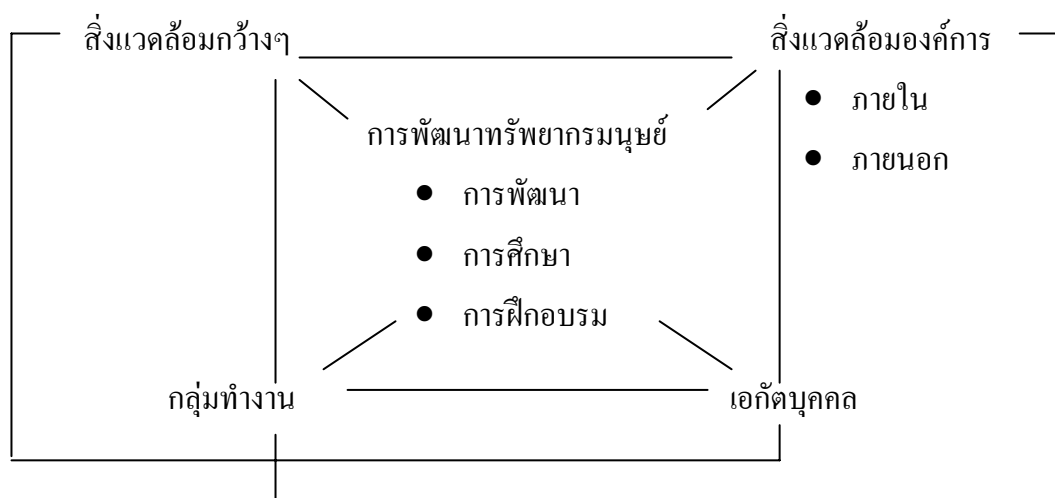 สิ่งแวดล้อมกว้างๆ
สิ่งแวดล้อมองค์การ
● ภายใน
● ภายนอก
การพัฒนาทรัพยากรมนุษย์
● การพัฒนา
● การศึกษา
● การฝึกอบรม
กลุ่มทำงาน
เอกัตบุคคล